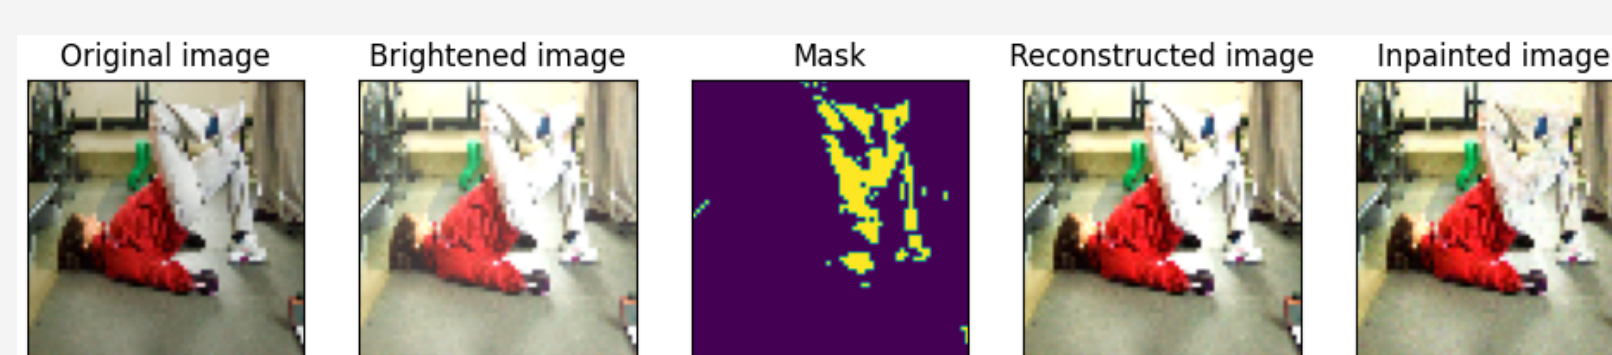 Original image
Brightened image
Mask
Reconstructed image
Inpainted image